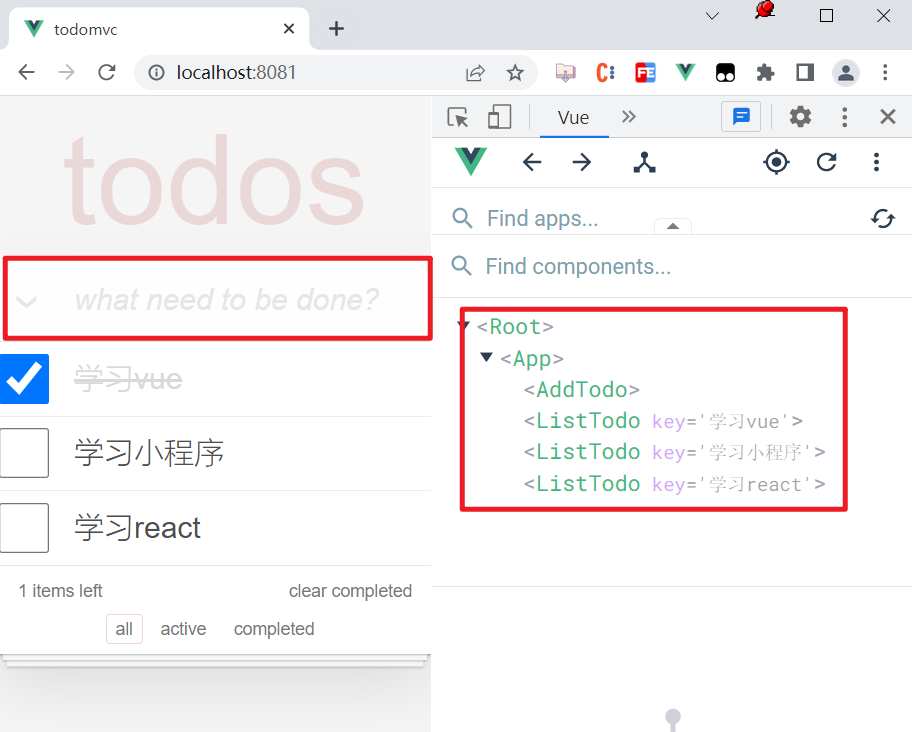 todomvc
localhost:8081
todos
what need to be done?
学习vue
学习小程序
学习react
1 items left
clear completed
all
active
completed
Vue
Find apps...
Find components...
<Root>
<App>
<AddTodo>
<ListTodo key='学习vue'>
<ListTodo key='学习小程序'>
<ListTodo key='学习react'>